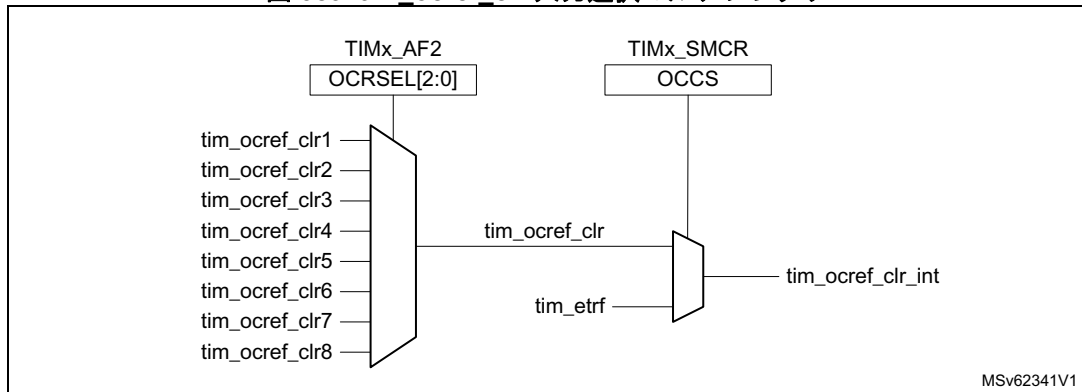 TIMx_AF2
TIMx_SMCR
OCRSEL[2:0]
OCCS
tim_ocref_clr1
tim_ocref_clr2
tim_ocref_clr3
tim_ocref_clr4
tim_ocref_clr5
tim_ocref_clr6
tim_ocref_clr7
tim_ocref_clr8
tim_ocref_clr
tim_etrf
tim_ocref_clr_int
MSv62341V1